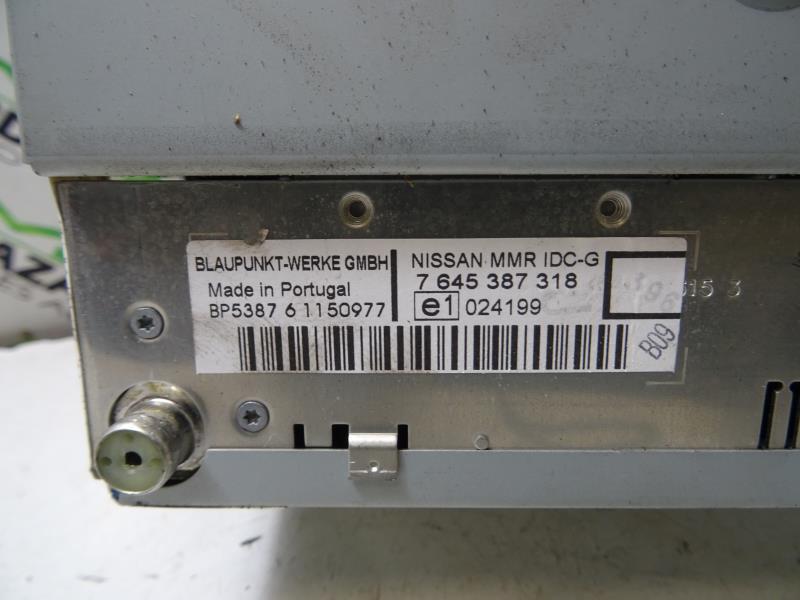 BLAUPUNKT-WERKE GMBH
Made in Portugal
BP5387 6 1150977
NISSAN MMR IDC-G
7 645 387 318
e1 024199
B09